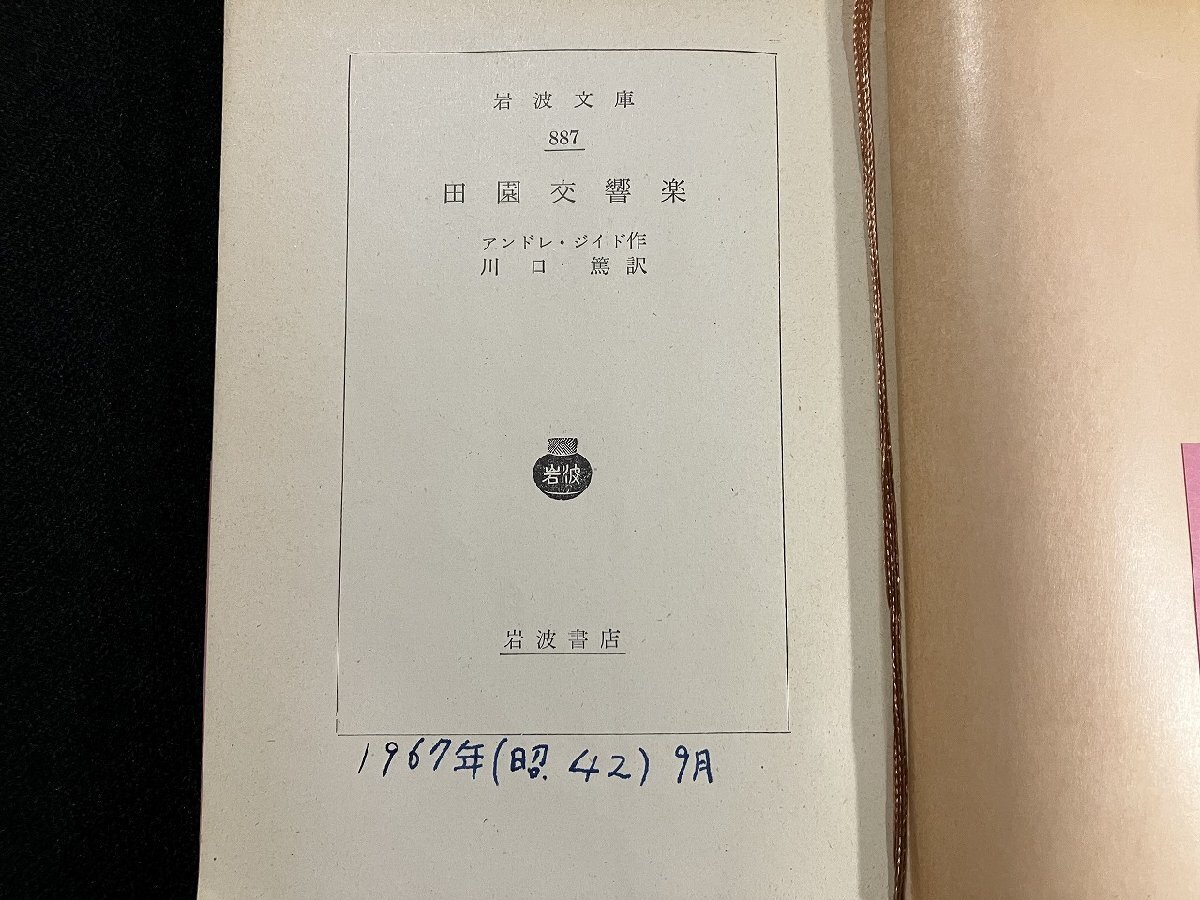 岩波文庫
887
田園交響楽
アンドレ・ジイド作
川口篤訳
岩波
岩波書店
1967年(昭.42)9月